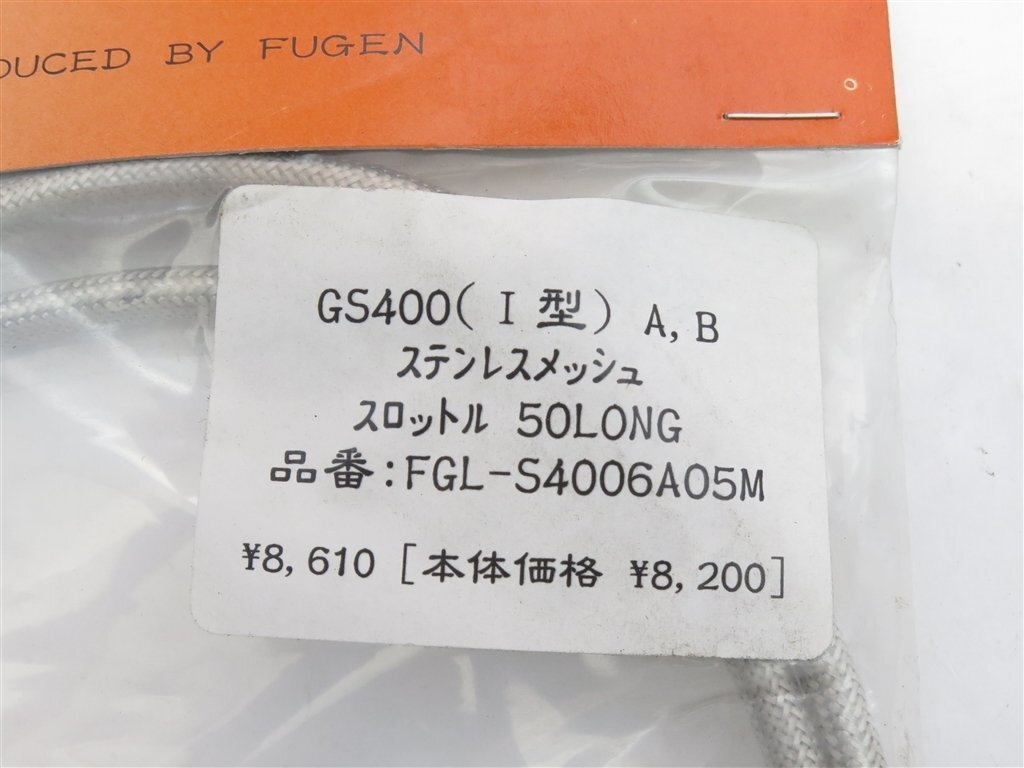 BY FUGEN
GS400(I型) A, B
ステンレスメッシュ
スロットル 50LONG
品番:FGL-S4006A05M
¥8,610 [本体価格 ¥8,200]